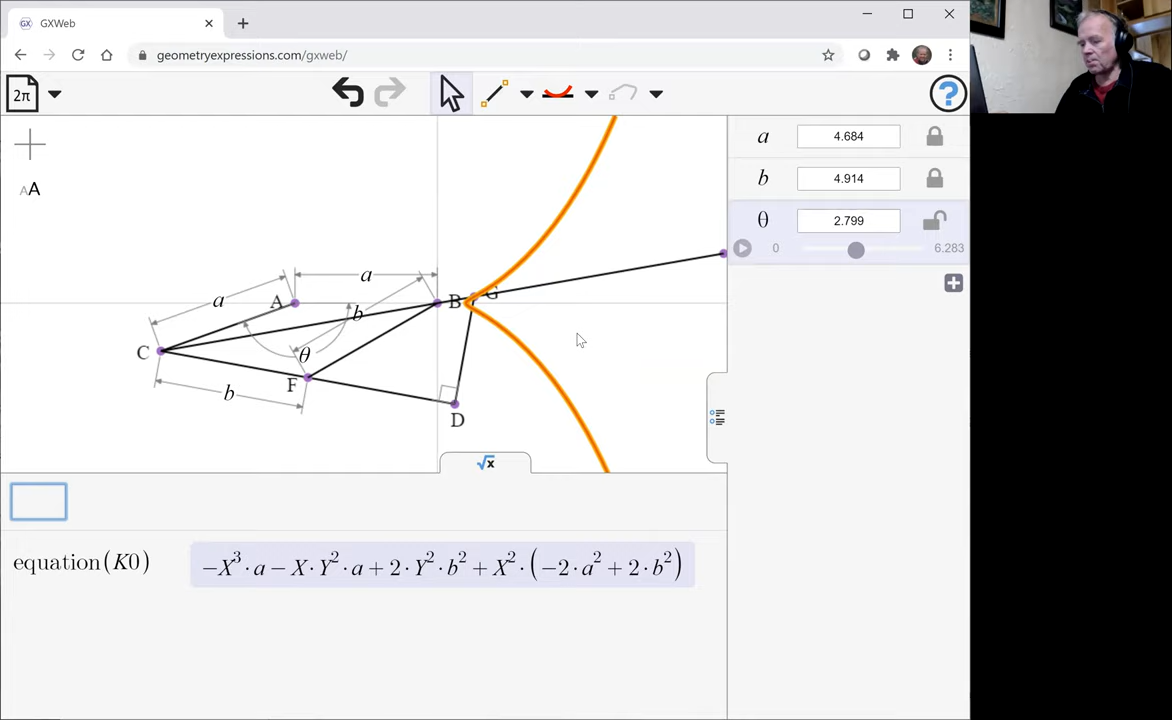 GXWeb
geometryexpressions.com/gxweb/
2π
?
AA
a 4.684
b 4.914
θ 2.799
0 6.283
a
a
A
B
G
b
C
θ
F
b
D
√x
equation(K0) −X³·a − X·Y²·a + 2·Y²·b² + X²·(−2·a² + 2·b²)